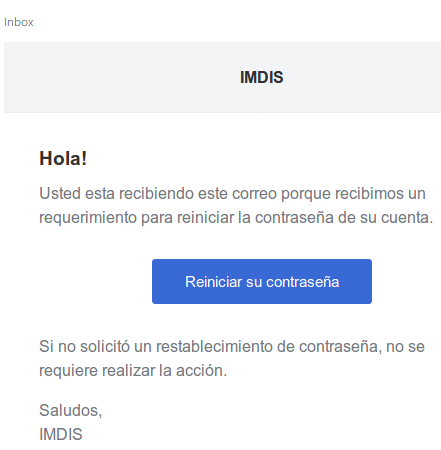 Inbox
IMDIS
Hola!
Usted esta recibiendo este correo porque recibimos un
requerimiento para reiniciar la contraseña de su cuenta.
Reiniciar su contraseña
Si no solicitó un restablecimiento de contraseña, no se
requiere realizar la acción.
Saludos,
IMDIS